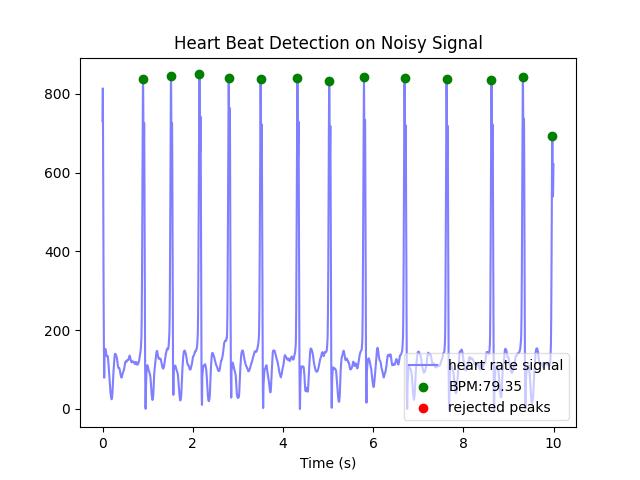 Heart Beat Detection on Noisy Signal
800
600
400
200
0
heart rate signal
BPM:79.35
rejected peaks
0 2 4 6 8 10
Time (s)